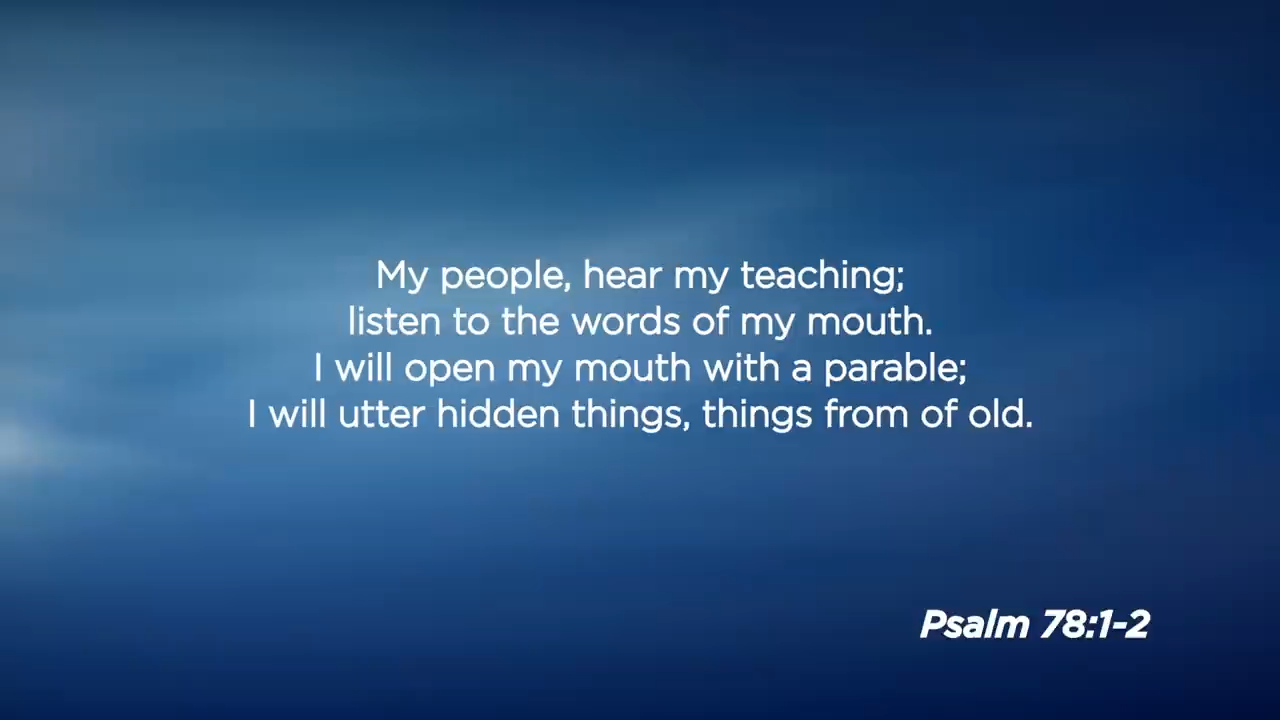 My people, hear my teaching;
listen to the words of my mouth.
I will open my mouth with a parable;
I will utter hidden things, things from of old.
Psalm 78:1-2